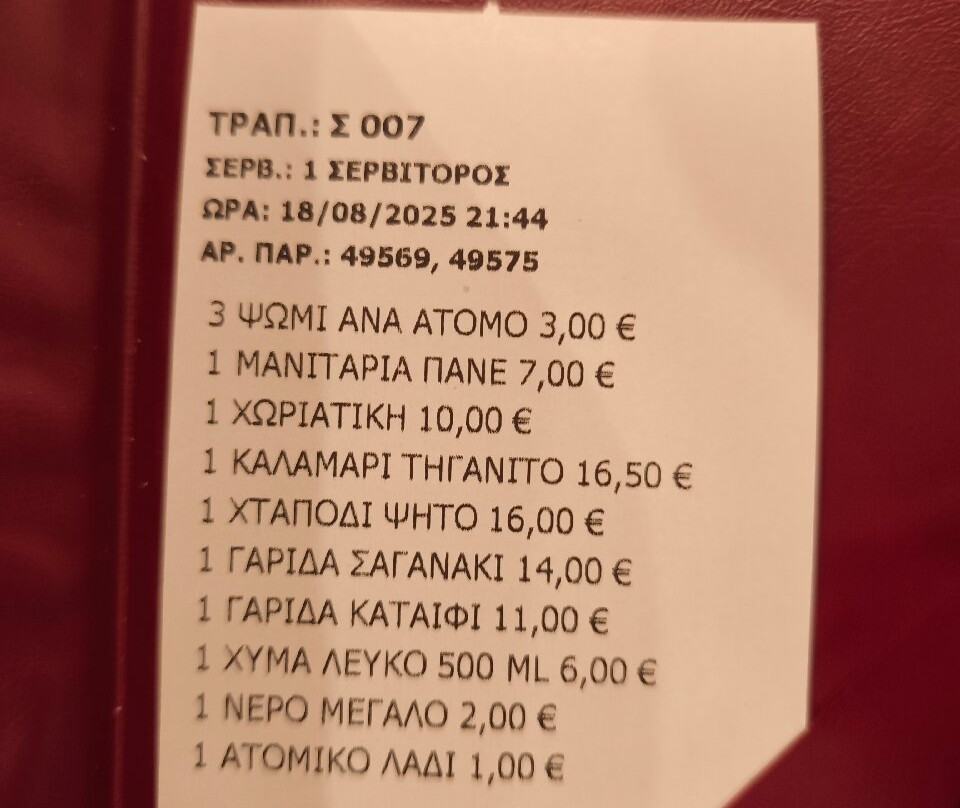 ΤΡΑΠ.: Σ 007
ΣΕΡΒ.: 1 ΣΕΡΒΙΤΟΡΟΣ
ΩΡΑ: 18/08/2025 21:44
ΑΡ. ΠΑΡ.: 49569, 49575
3 ΨΩΜΙ ΑΝΑ ΑΤΟΜΟ 3,00 €
1 ΜΑΝΙΤΑΡΙΑ ΠΑΝΕ 7,00 €
1 ΧΩΡΙΑΤΙΚΗ 10,00 €
1 ΚΑΛΑΜΑΡΙ ΤΗΓΑΝΙΤΟ 16,50 €
1 ΧΤΑΠΟΔΙ ΨΗΤΟ 16,00 €
1 ΓΑΡΙΔΑ ΣΑΓΑΝΑΚΙ 14,00 €
1 ΓΑΡΙΔΑ ΚΑΤΑΙΦΙ 11,00 €
1 ΧΥΜΑ ΛΕΥΚΟ 500 ML 6,00 €
1 ΝΕΡΟ ΜΕΓΑΛΟ 2,00 €
1 ΑΤΟΜΙΚΟ ΛΑΔΙ 1,00 €